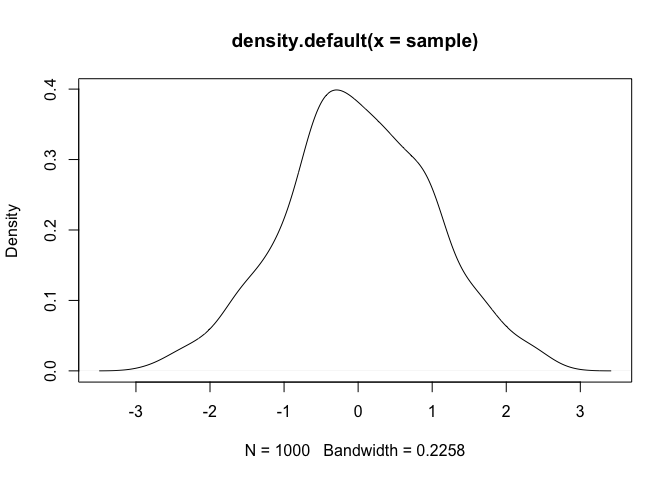 density.default(x = sample)
Density
0.4
0.3
0.2
0.1
0.0
-3 -2 -1 0 1 2 3
N = 1000 Bandwidth = 0.2258